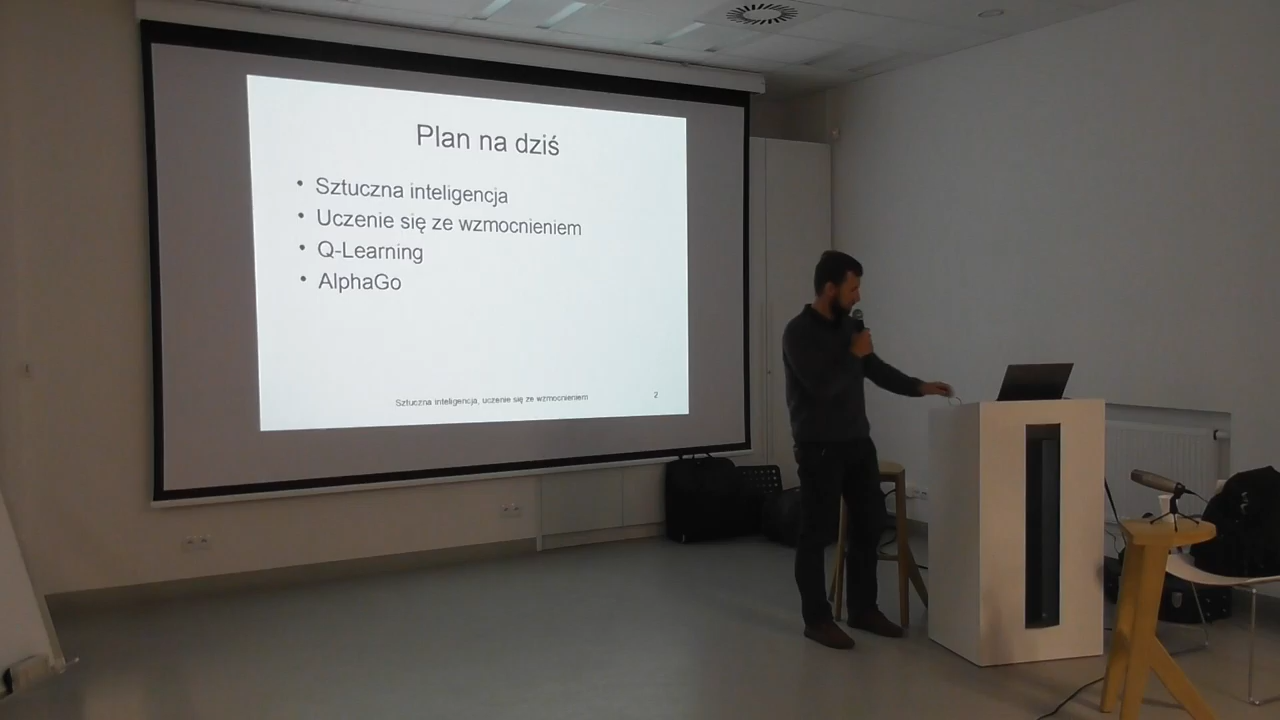 Plan na dziś
• Sztuczna inteligencja
• Uczenie się ze wzmocnieniem
• Q-Learning
• AlphaGo
Sztuczna inteligencja, uczenie się ze wzmocnieniem
2